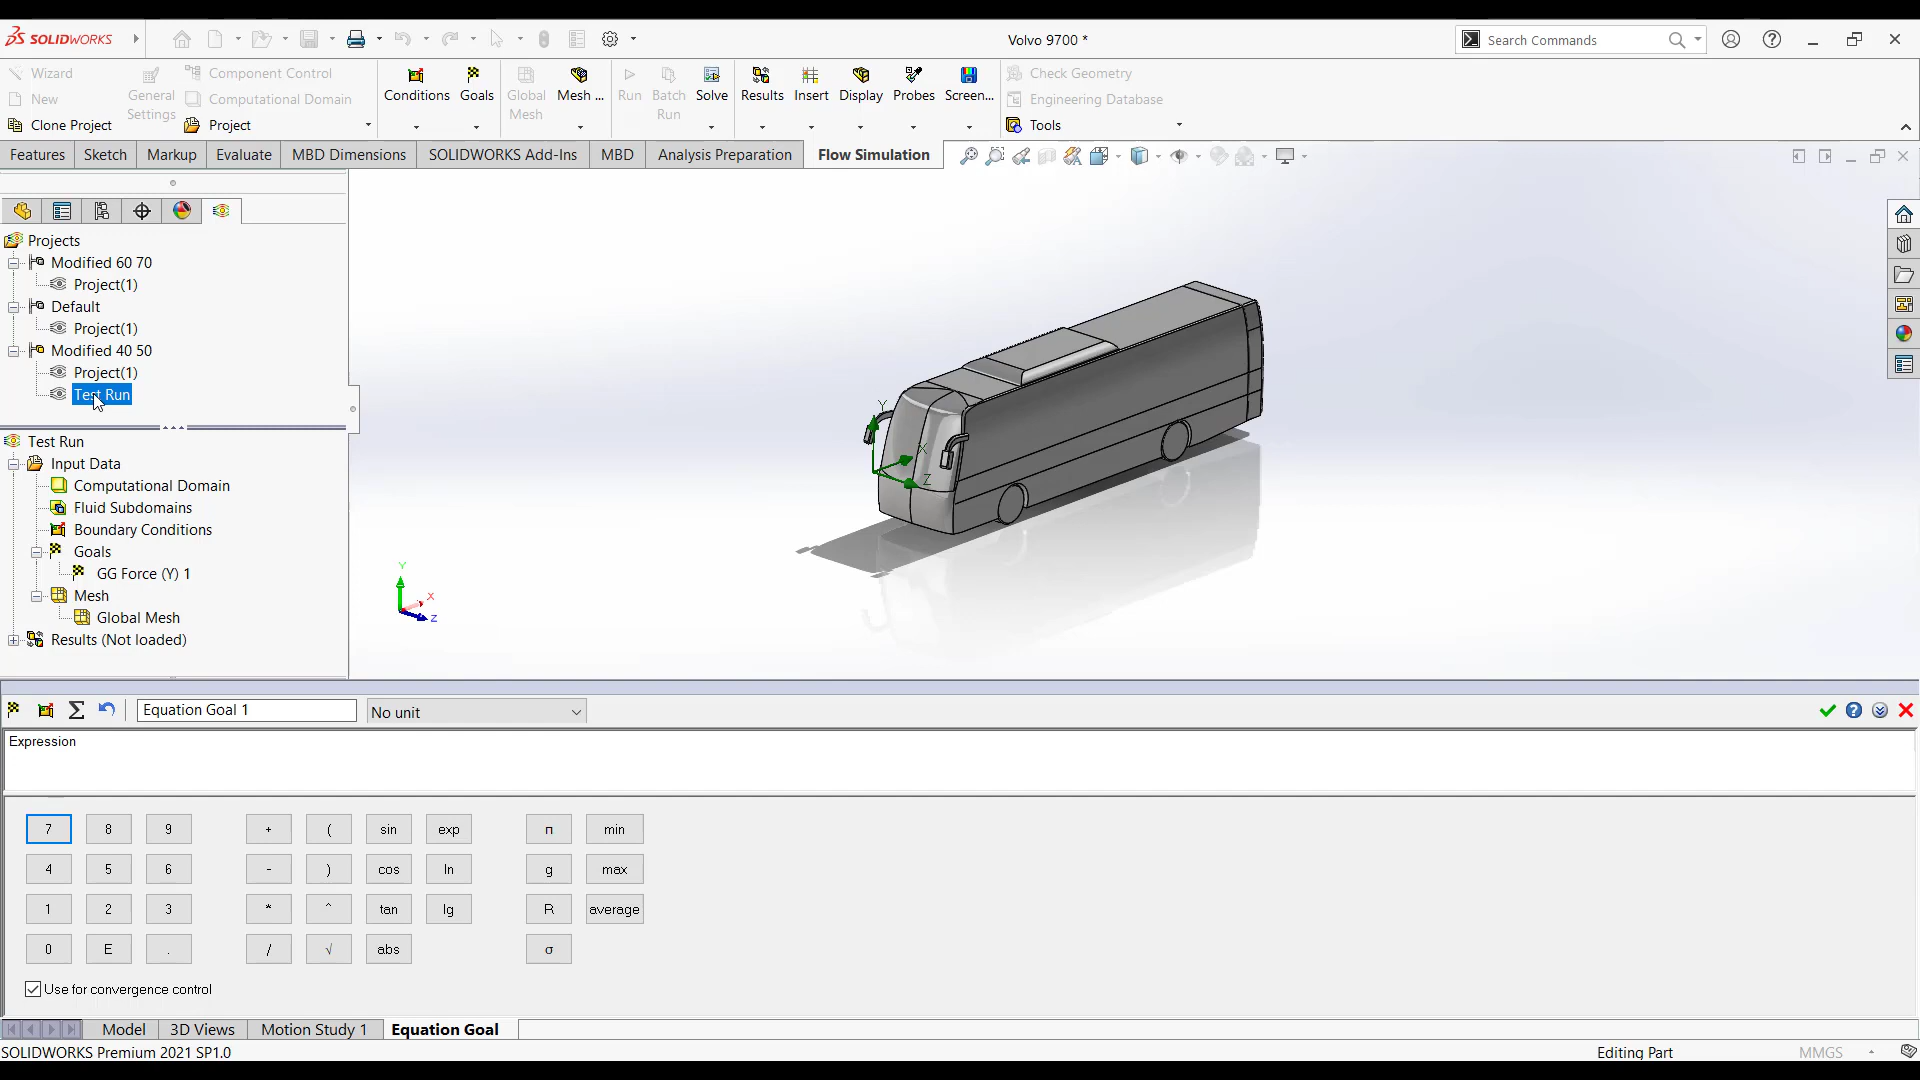 SOLIDWORKS
Volvo 9700 *
Search Commands
Wizard
New
Clone Project
General Settings
Component Control
Computational Domain
Project
Conditions
Goals
Global Mesh
Mesh ...
Run
Batch Run
Solve
Results
Insert
Display
Probes
Screen...
Check Geometry
Engineering Database
Tools
Features
Sketch
Markup
Evaluate
MBD Dimensions
SOLIDWORKS Add-Ins
MBD
Analysis Preparation
Flow Simulation
Projects
Modified 60 70
Project(1)
Default
Project(1)
Modified 40 50
Project(1)
Test Run
Test Run
Input Data
Computational Domain
Fluid Subdomains
Boundary Conditions
Goals
GG Force (Y) 1
Mesh
Global Mesh
Results (Not loaded)
Y
X
Z
Y
X
Z
Equation Goal 1
No unit
Expression
7 8 9 + ( sin exp π min
4 5 6 - ) cos ln g max
1 2 3 * ^ tan lg R average
0 E . / √ abs σ
Use for convergence control
Model
3D Views
Motion Study 1
Equation Goal
SOLIDWORKS Premium 2021 SP1.0
Editing Part
MMGS